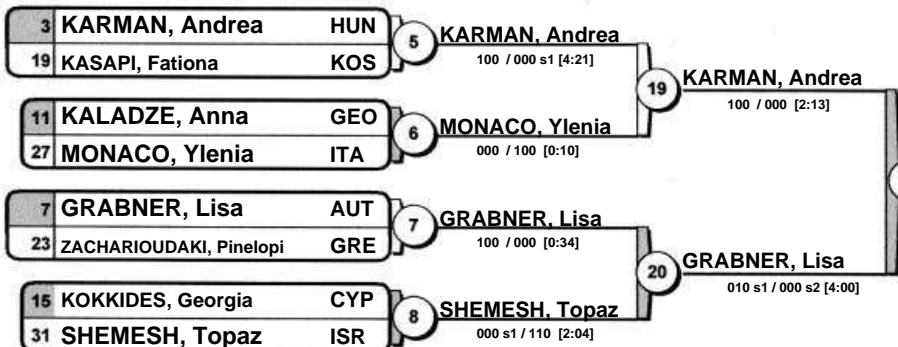 3 KARMAN, Andrea HUN
19 KASAPI, Fationa KOS
5
KARMAN, Andrea
100 / 000 s1 [4:21]
11 KALADZE, Anna GEO
27 MONACO, Ylenia ITA
6
MONACO, Ylenia
000 / 100 [0:10]
19
KARMAN, Andrea
100 / 000 [2:13]
7 GRABNER, Lisa AUT
23 ZACHARIOUDAKI, Pinelopi GRE
7
GRABNER, Lisa
100 / 000 [0:34]
15 KOKKIDES, Georgia CYP
31 SHEMESH, Topaz ISR
8
SHEMESH, Topaz
000 s1 / 110 [2:04]
20
GRABNER, Lisa
010 s1 / 000 s2 [4:00]